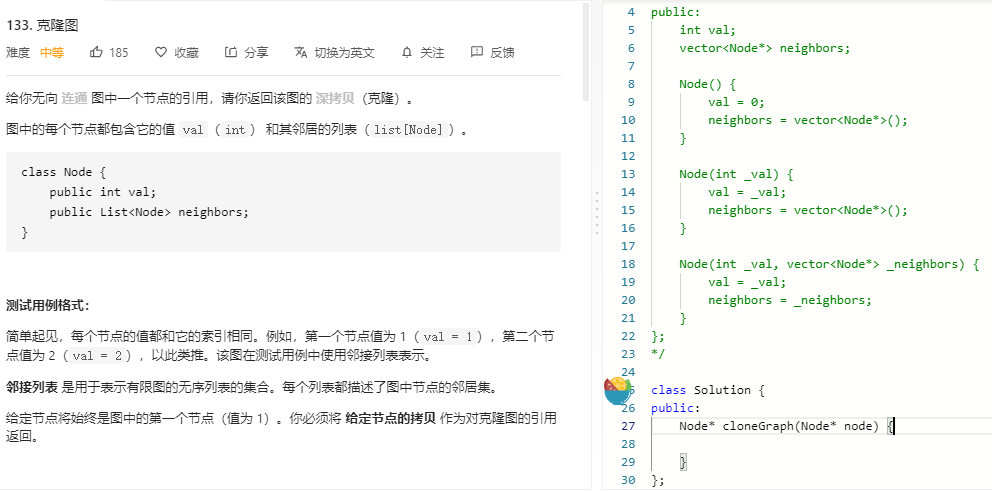 133. 克隆图
难度 中等 185 收藏 分享 切换为英文 关注 反馈
给你无向 连通 图中一个节点的引用，请你返回该图的 深拷贝（克隆）。
图中的每个节点都包含它的值 val（int） 和其邻居的列表（list[Node]）。
class Node {
    public int val;
    public List<Node> neighbors;
}
测试用例格式：
简单起见，每个节点的值都和它的索引相同。例如，第一个节点值为 1（val = 1），第二个节
点值为 2（val = 2），以此类推。该图在测试用例中使用邻接列表表示。
邻接列表 是用于表示有限图的无序列表的集合。每个列表都描述了图中节点的邻居集。
给定节点将始终是图中的第一个节点（值为 1）。你必须将 给定节点的拷贝 作为对克隆图的引用
返回。
4 public:
5     int val;
6     vector<Node*> neighbors;
7
8     Node() {
9         val = 0;
10         neighbors = vector<Node*>();
11     }
12
13     Node(int _val) {
14         val = _val;
15         neighbors = vector<Node*>();
16     }
17
18     Node(int _val, vector<Node*> _neighbors) {
19         val = _val;
20         neighbors = _neighbors;
21     }
22 };
23 */
24
class Solution {
26 public:
27     Node* cloneGraph(Node* node) {
28
29     }
30 };